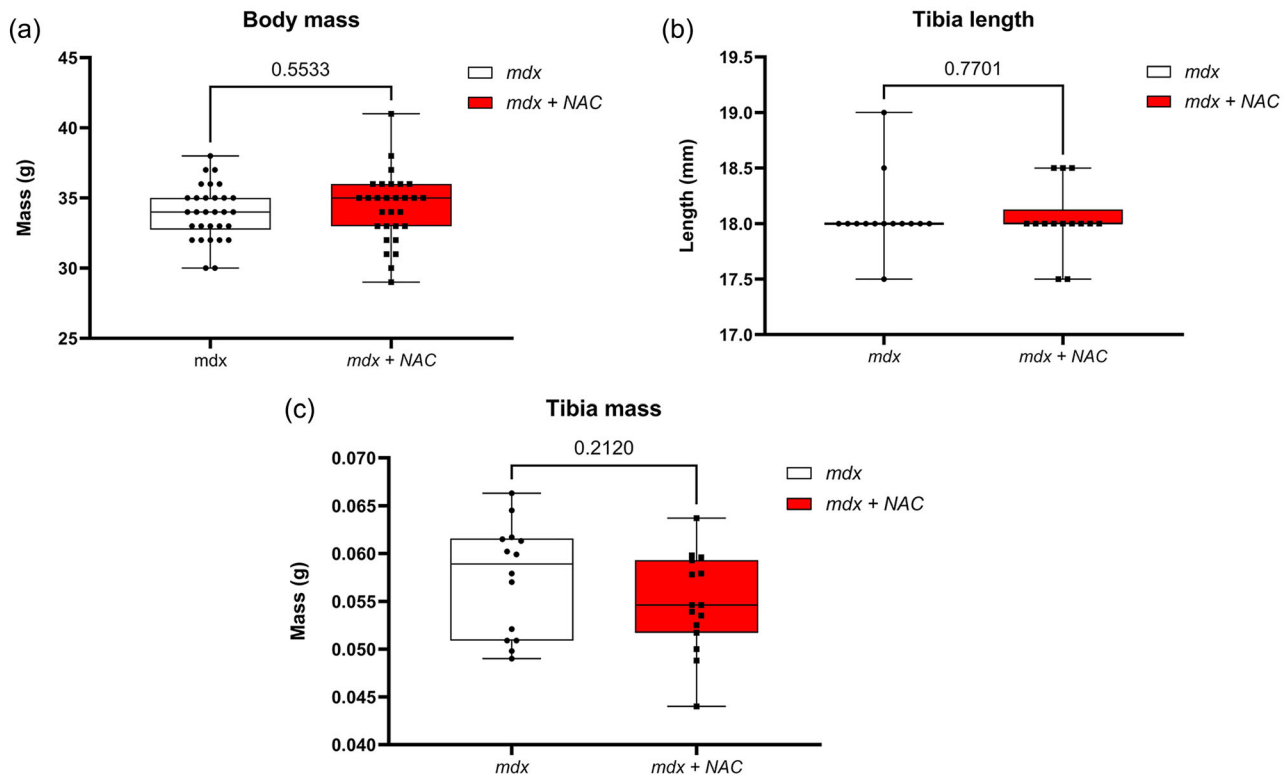 (a)
Body mass
45
40
35
30
25
Mass (g)
0.5533
mdx
mdx + NAC
mdx
mdx + NAC
(b)
Tibia length
19.5
19.0
18.5
18.0
17.5
17.0
Length (mm)
0.7701
mdx
mdx + NAC
mdx
mdx + NAC
(c)
Tibia mass
0.070
0.065
0.060
0.055
0.050
0.045
0.040
Mass (g)
0.2120
mdx
mdx + NAC
mdx
mdx + NAC